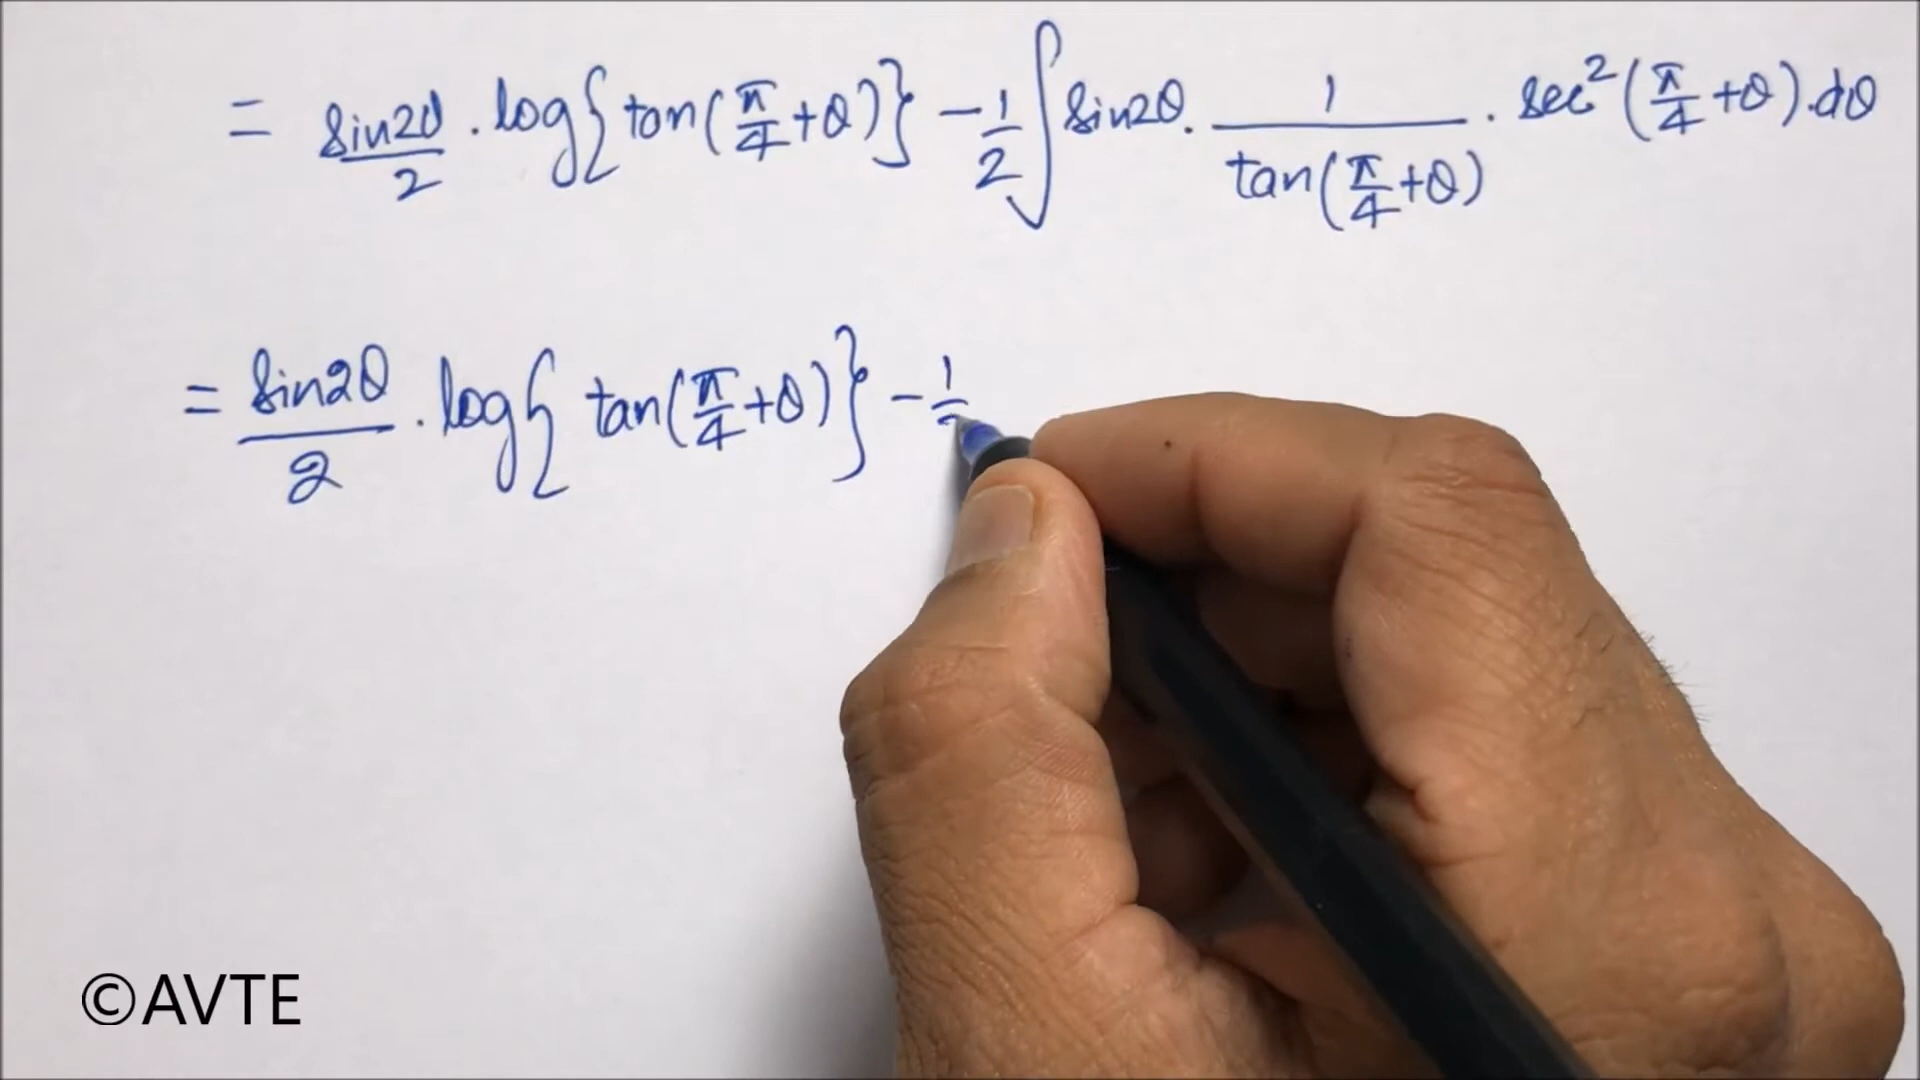 = sin2θ/2 . log{tan(π/4+θ)} - 1/2 ∫ sin2θ. 1/tan(π/4+θ) . sec²(π/4+θ).dθ
= sin2θ/2 . log{tan(π/4+θ)} - 1/
©AVTE